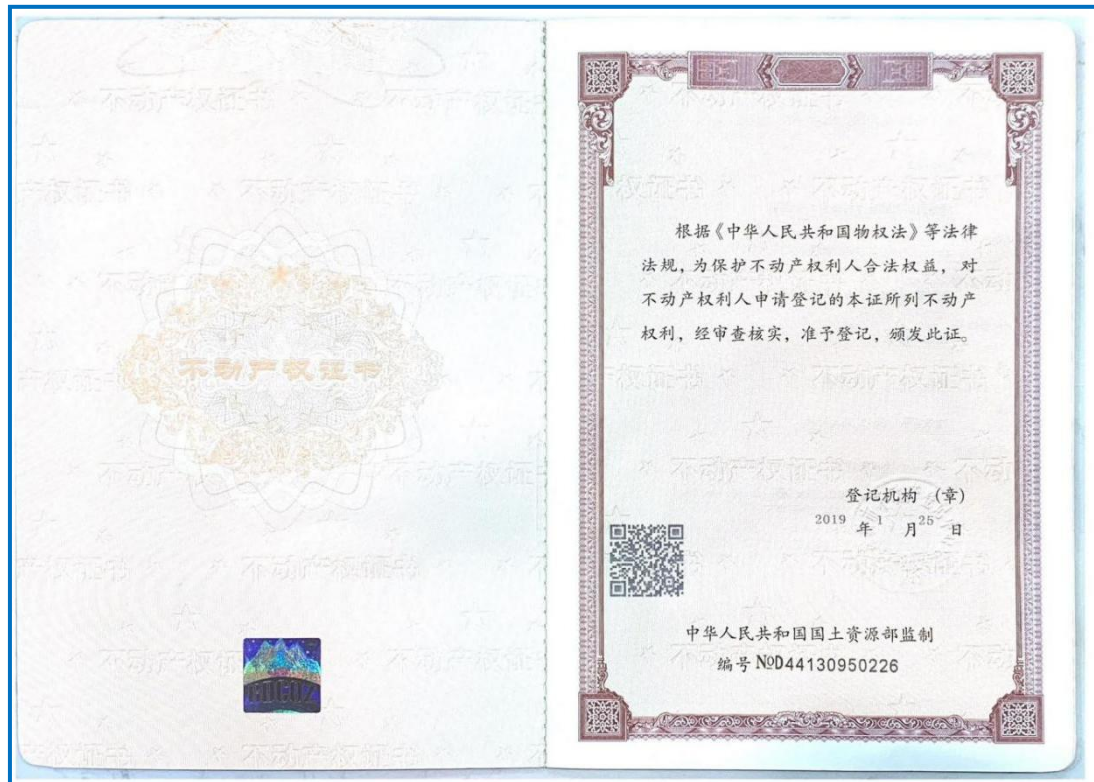 不动产权证书
根据《中华人民共和国物权法》等法律
法规，为保护不动产权利人合法权益，对
不动产权利人申请登记的本证所列不动产
权利，经审查核实，准予登记，颁发此证。
登记机构 （章）
2019 年 1 月 25 日
中华人民共和国国土资源部监制
编号 №D44130950226